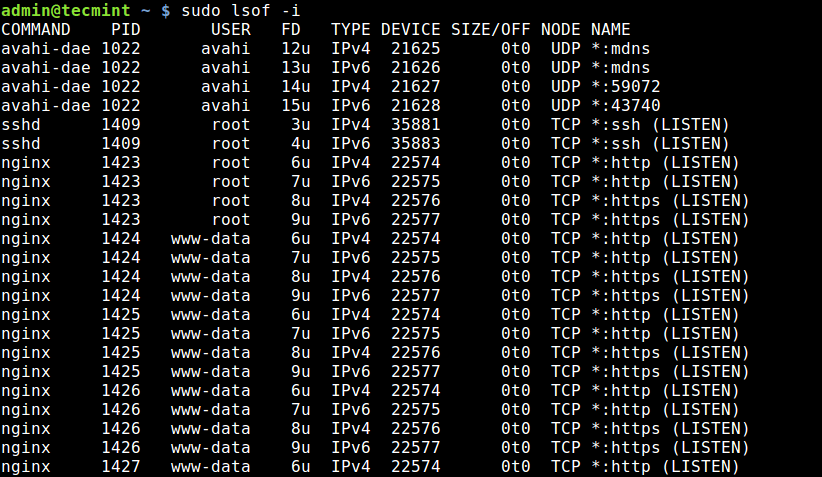 admin@tecmint ~ $ sudo lsof -i
COMMAND    PID       USER   FD   TYPE DEVICE SIZE/OFF NODE NAME
avahi-dae 1022      avahi   12u  IPv4  21625      0t0  UDP *:mdns
avahi-dae 1022      avahi   13u  IPv6  21626      0t0  UDP *:mdns
avahi-dae 1022      avahi   14u  IPv4  21627      0t0  UDP *:59072
avahi-dae 1022      avahi   15u  IPv6  21628      0t0  UDP *:43740
sshd      1409       root    3u  IPv4  35881      0t0  TCP *:ssh (LISTEN)
sshd      1409       root    4u  IPv6  35883      0t0  TCP *:ssh (LISTEN)
nginx     1423       root    6u  IPv4  22574      0t0  TCP *:http (LISTEN)
nginx     1423       root    7u  IPv6  22575      0t0  TCP *:http (LISTEN)
nginx     1423       root    8u  IPv4  22576      0t0  TCP *:https (LISTEN)
nginx     1423       root    9u  IPv6  22577      0t0  TCP *:https (LISTEN)
nginx     1424   www-data    6u  IPv4  22574      0t0  TCP *:http (LISTEN)
nginx     1424   www-data    7u  IPv6  22575      0t0  TCP *:http (LISTEN)
nginx     1424   www-data    8u  IPv4  22576      0t0  TCP *:https (LISTEN)
nginx     1424   www-data    9u  IPv6  22577      0t0  TCP *:https (LISTEN)
nginx     1425   www-data    6u  IPv4  22574      0t0  TCP *:http (LISTEN)
nginx     1425   www-data    7u  IPv6  22575      0t0  TCP *:http (LISTEN)
nginx     1425   www-data    8u  IPv4  22576      0t0  TCP *:https (LISTEN)
nginx     1425   www-data    9u  IPv6  22577      0t0  TCP *:https (LISTEN)
nginx     1426   www-data    6u  IPv4  22574      0t0  TCP *:http (LISTEN)
nginx     1426   www-data    7u  IPv6  22575      0t0  TCP *:http (LISTEN)
nginx     1426   www-data    8u  IPv4  22576      0t0  TCP *:https (LISTEN)
nginx     1426   www-data    9u  IPv6  22577      0t0  TCP *:https (LISTEN)
nginx     1427   www-data    6u  IPv4  22574      0t0  TCP *:http (LISTEN)